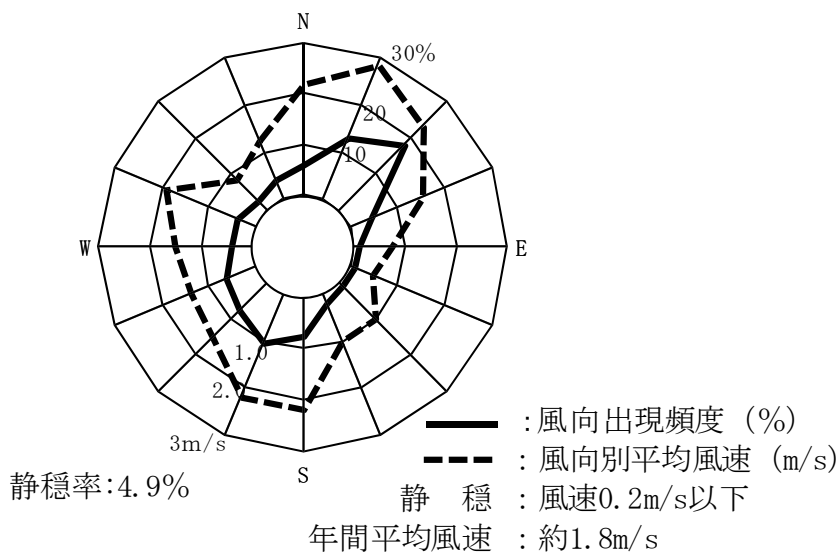 N
30%
20
10
W
E
1.0
2.
3m/s
S
:風向出現頻度 (%)
:風向別平均風速 (m/s)
静穏率:4.9%
静 穏 :風速0.2m/s以下
年間平均風速 :約1.8m/s